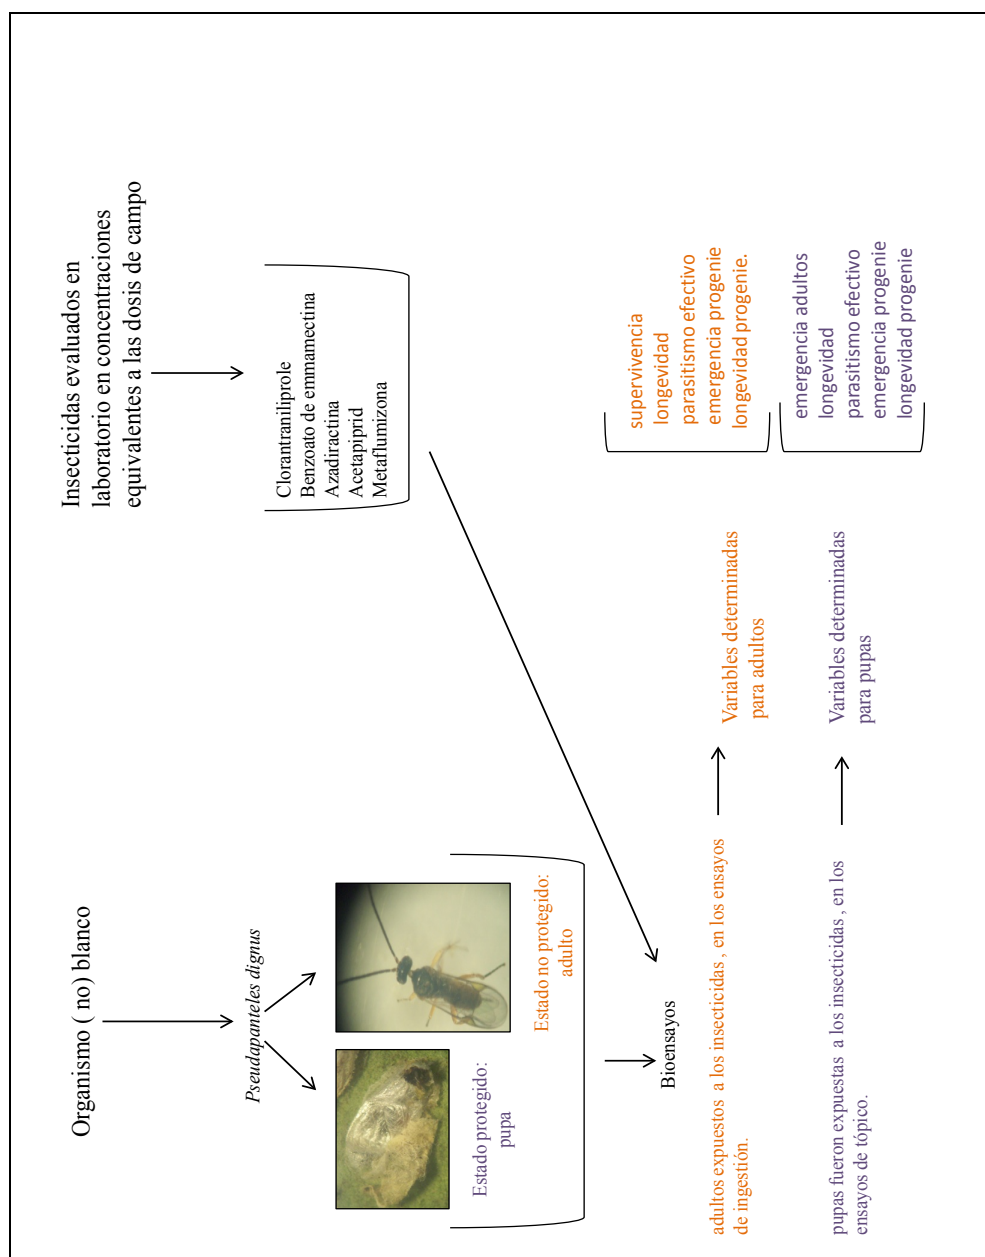 Organismo ( no) blanco
Pseudapanteles dignus
Estado protegido:
pupa
Estado no protegido:
adulto
Insecticidas evaluados en
laboratorio en concentraciones
equivalentes a las dosis de campo
Clorantraniliprole
Benzoato de emmamectina
Azadiractina
Acetapiprid
Metaflumizona
Bioensayos
adultos expuestos a los insecticidas , en los ensayos
de ingestión.
Variables determinadas
para adultos
supervivencia
longevidad
parasitismo efectivo
emergencia progenie
longevidad progenie.
pupas fueron expuestas a los insecticidas , en los
ensayos de tópico.
Variables determinadas
para pupas
emergencia adultos
longevidad
parasitismo efectivo
emergencia progenie
longevidad progenie